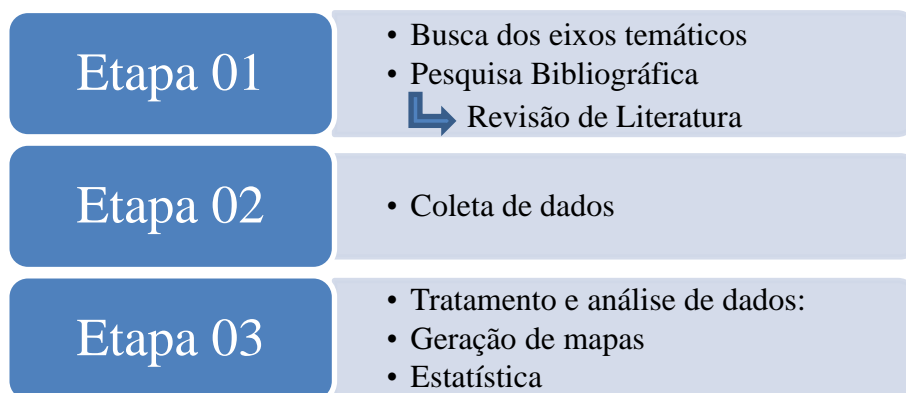 Etapa 01
• Busca dos eixos temáticos
• Pesquisa Bibliográfica
Revisão de Literatura
Etapa 02
• Coleta de dados
Etapa 03
• Tratamento e análise de dados:
• Geração de mapas
• Estatística